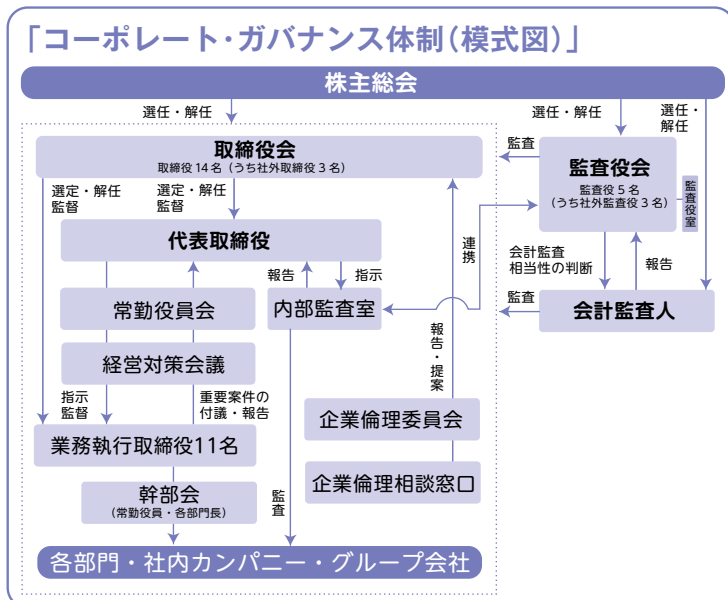 「コーポレート・ガバナンス体制(模式図)」
株主総会
選任・解任
選任・解任
選任・
解任
取締役会
取締役14名（うち社外取締役3名）
監査
監査役会
監査役5名
（うち社外監査役3名）
監査役室
選定・解任
監督
選定・解任
監督
代表取締役
連携
会計監査
相当性の判断
報告
報告
指示
常勤役員会
内部監査室
監査
会計監査人
経営対策会議
報告・提案
指示
監督
重要案件の
付議・報告
企業倫理委員会
業務執行取締役11名
企業倫理相談窓口
幹部会
（常勤役員・各部門長）
監査
各部門・社内カンパニー・グループ会社